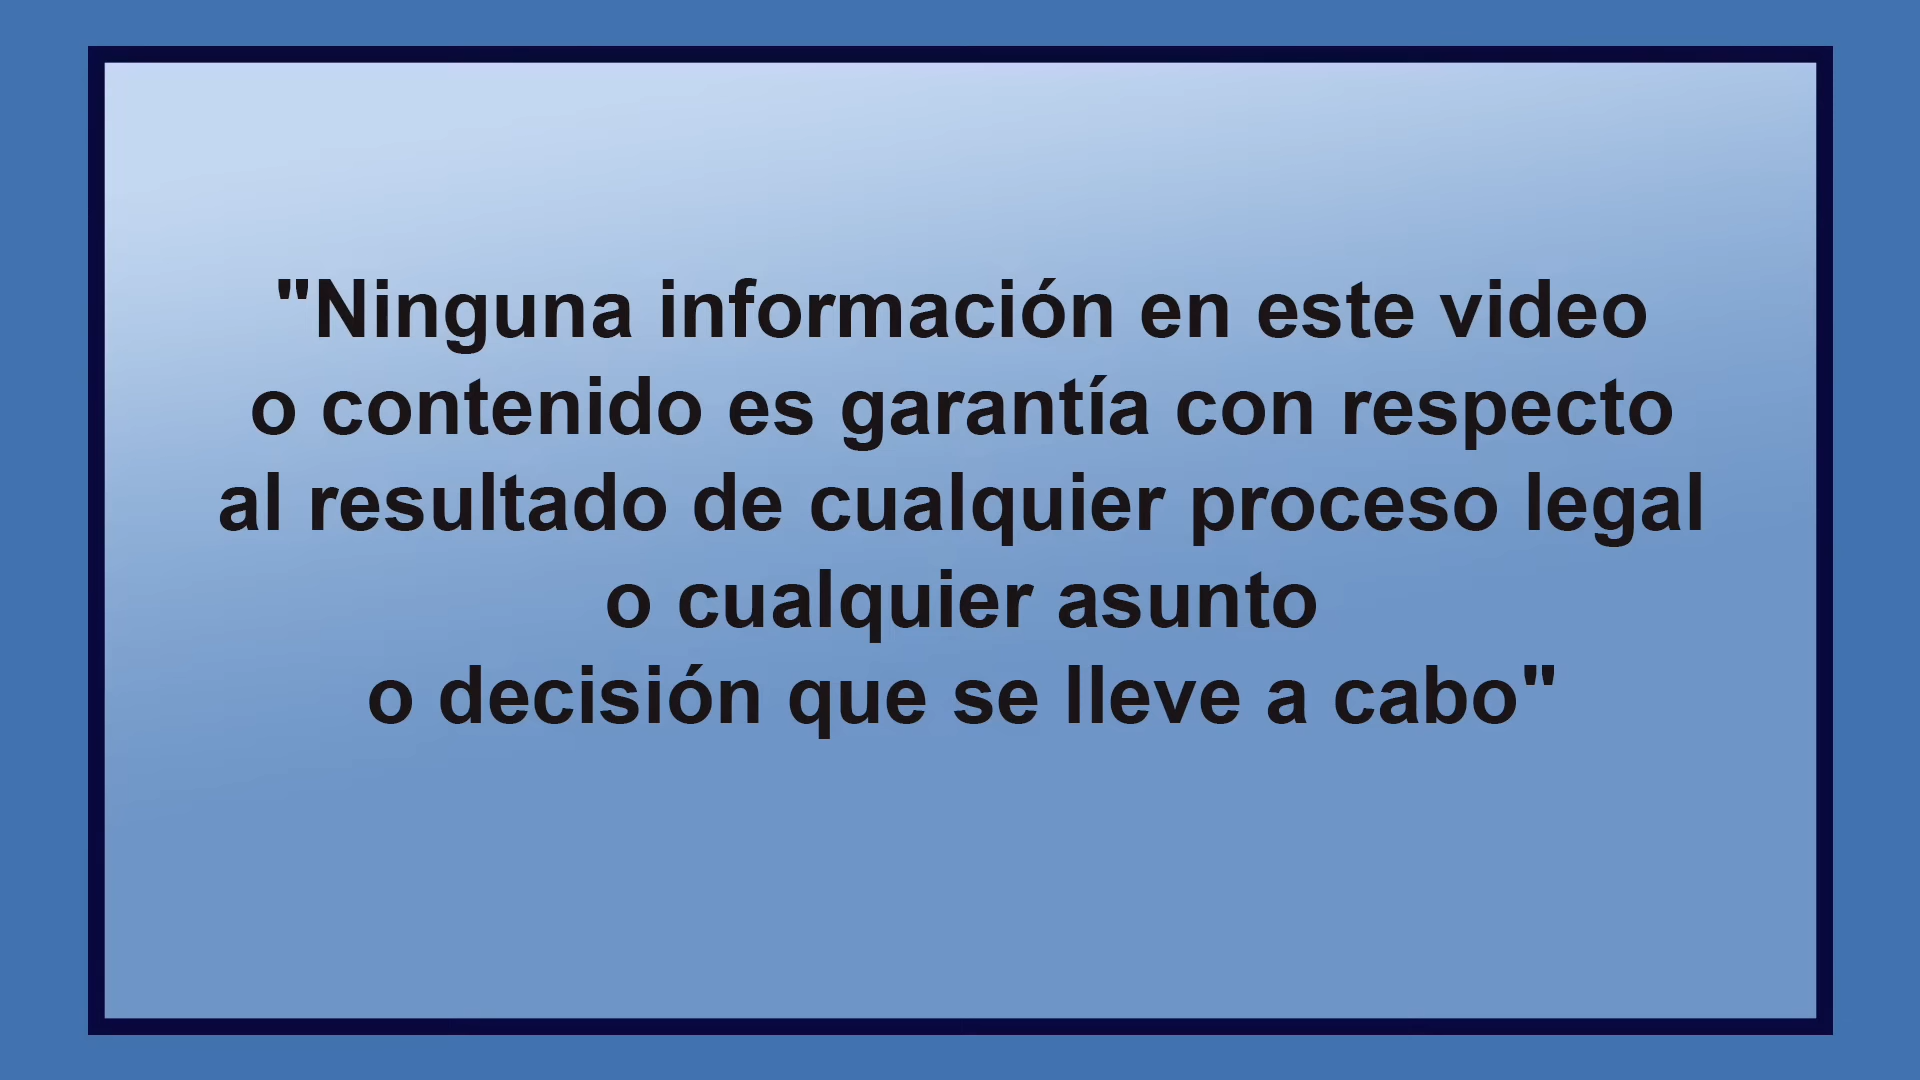 "Ninguna información en este video
o contenido es garantía con respecto
al resultado de cualquier proceso legal
o cualquier asunto
o decisión que se lleve a cabo"